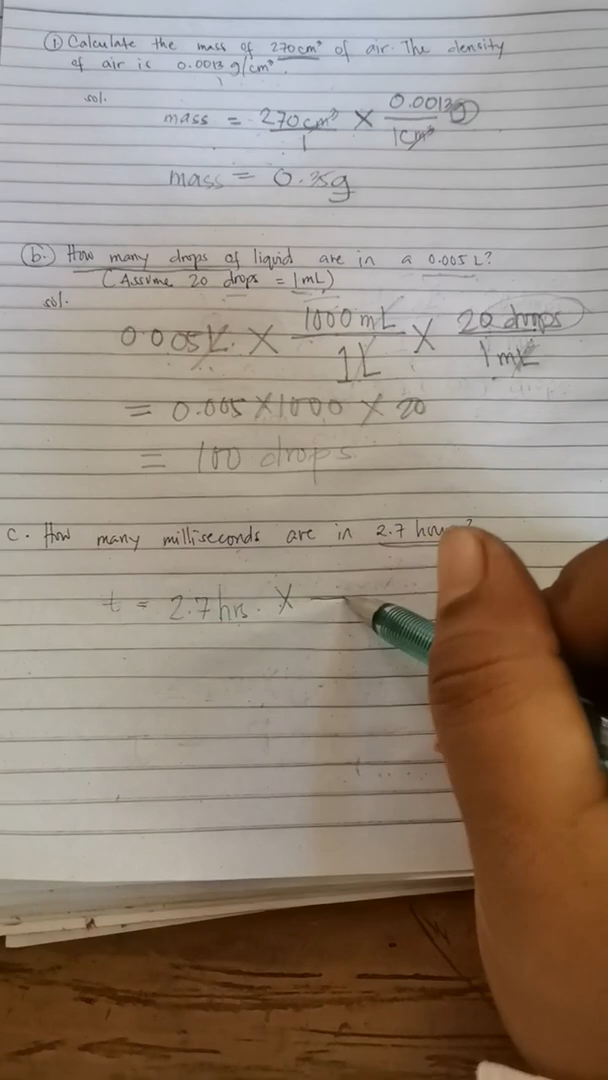 ① Calculate the mass of 270cm³ of air. The density
of air is 0.0013 g/cm³.
sol.
mass = 270cm³/1 × 0.0013g/1cm³
mass = 0.35g
b. How many drops of liquid are in a 0.005 L?
(Assume 20 drops = 1mL)
sol.
0.005L × 1000mL/1L × 20 drops/1mL
= 0.005 × 1000 × 20
= 100 drops
c. How many milliseconds are in 2.7 hours?
t = 2.7hrs. ×